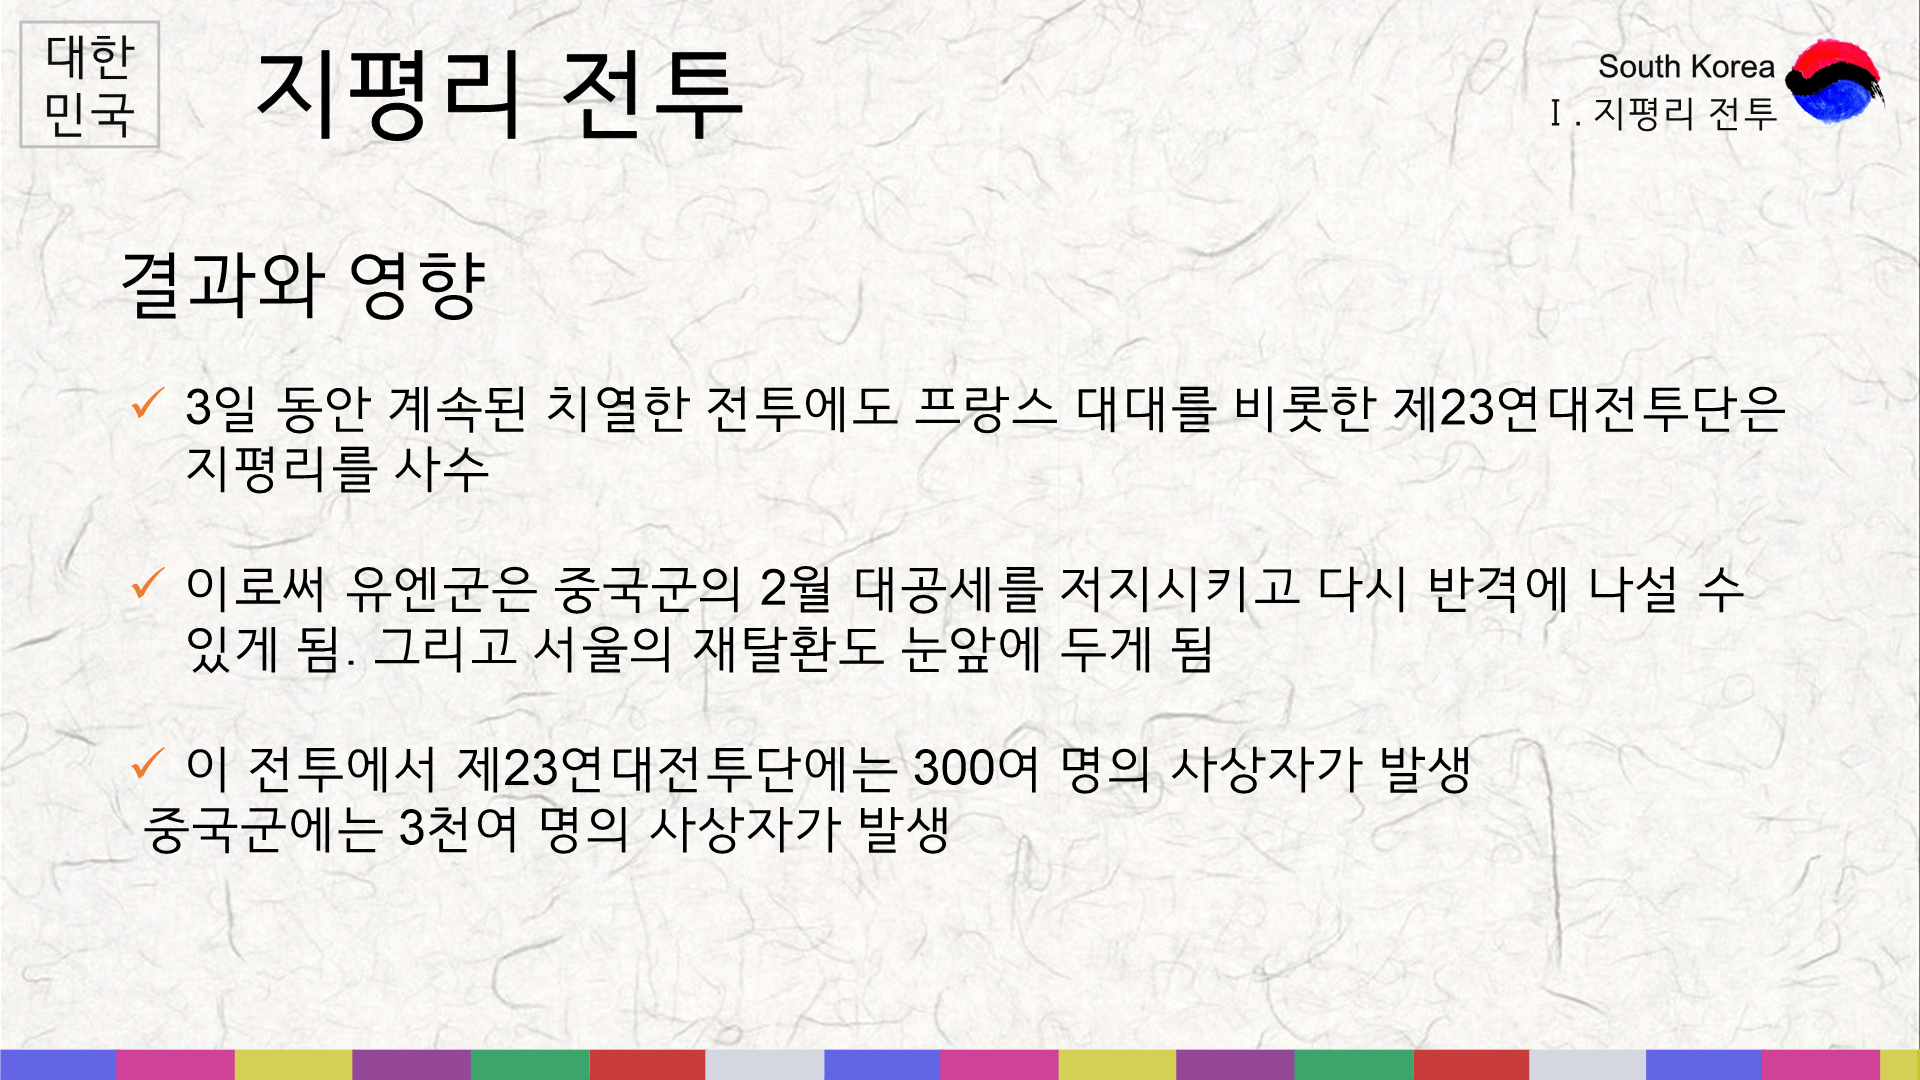 대한
민국
지평리 전투
South Korea
Ⅰ. 지평리 전투
결과와 영향
✓ 3일 동안 계속된 치열한 전투에도 프랑스 대대를 비롯한 제23연대전투단은
지평리를 사수
✓ 이로써 유엔군은 중국군의 2월 대공세를 저지시키고 다시 반격에 나설 수
있게 됨. 그리고 서울의 재탈환도 눈앞에 두게 됨
✓ 이 전투에서 제23연대전투단에는 300여 명의 사상자가 발생
중국군에는 3천여 명의 사상자가 발생